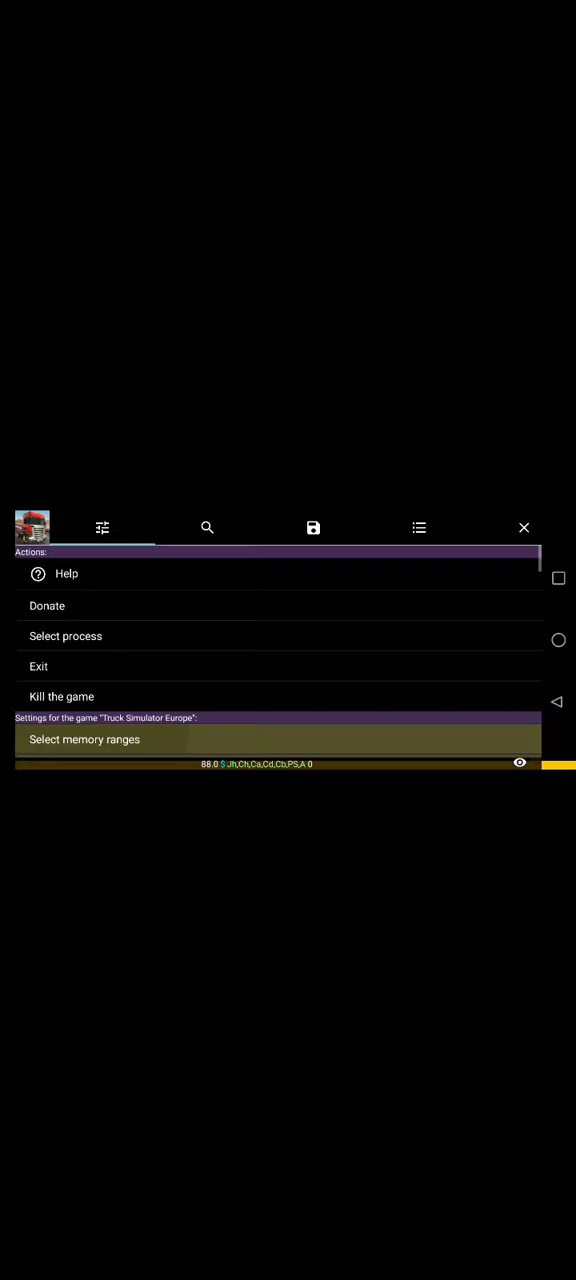 Actions:
Help
Donate
Select process
Exit
Kill the game
Settings for the game "Truck Simulator Europe":
Select memory ranges
88.0 $ Jh,Ch,Ca,Cd,Cb,PS,A 0